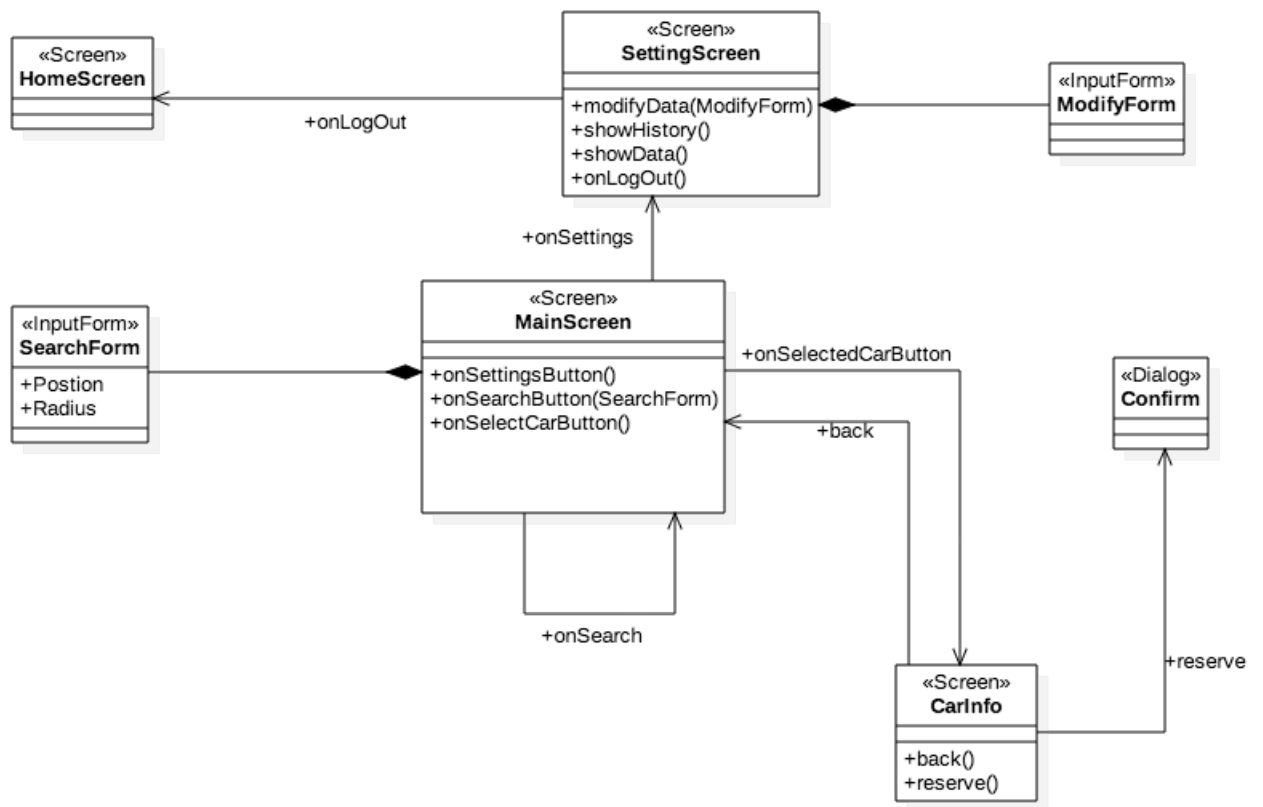 «Screen»
HomeScreen
+onLogOut
«Screen»
SettingScreen
+modifyData(ModifyForm)
+showHistory()
+showData()
+onLogOut()
«InputForm»
ModifyForm
+onSettings
«InputForm»
SearchForm
+Postion
+Radius
«Screen»
MainScreen
+onSettingsButton()
+onSearchButton(SearchForm)
+onSelectCarButton()
+onSelectedCarButton
+back
«Dialog»
Confirm
+onSearch
+reserve
«Screen»
CarInfo
+back()
+reserve()